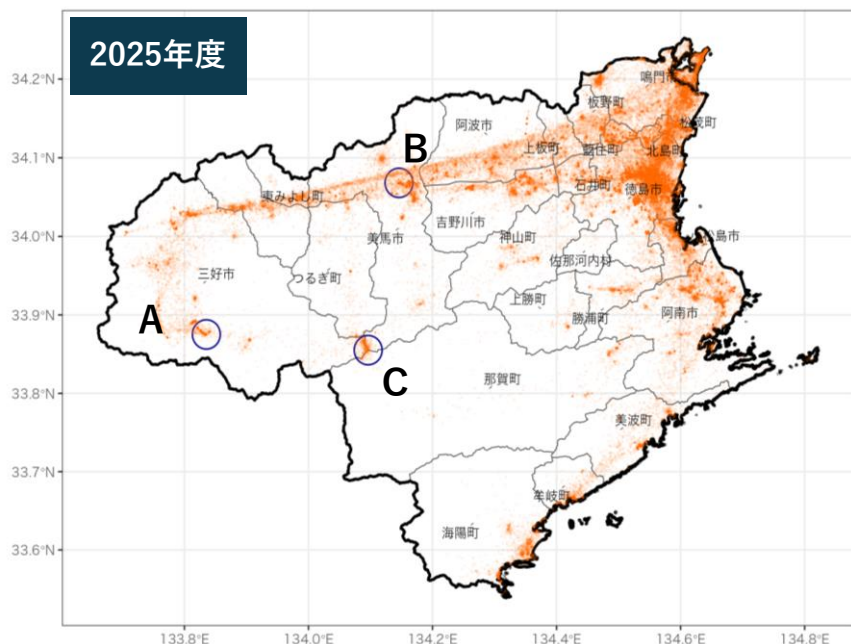 2025年度
34.2°N
34.1°N
34.0°N
33.9°N
33.8°N
33.7°N
33.6°N
鳴門市
板野町
松茂町
阿波市
上板町
藍住町
北島町
B
石井町
徳島市
東みよし町
吉野川市
美馬市
神山町
松島市
佐那河内村
三好市
つるぎ町
上勝町
A
勝浦町
阿南市
C
那賀町
美波町
牟岐町
海陽町
133.8°E
134.0°E
134.2°E
134.4°E
134.6°E
134.8°E